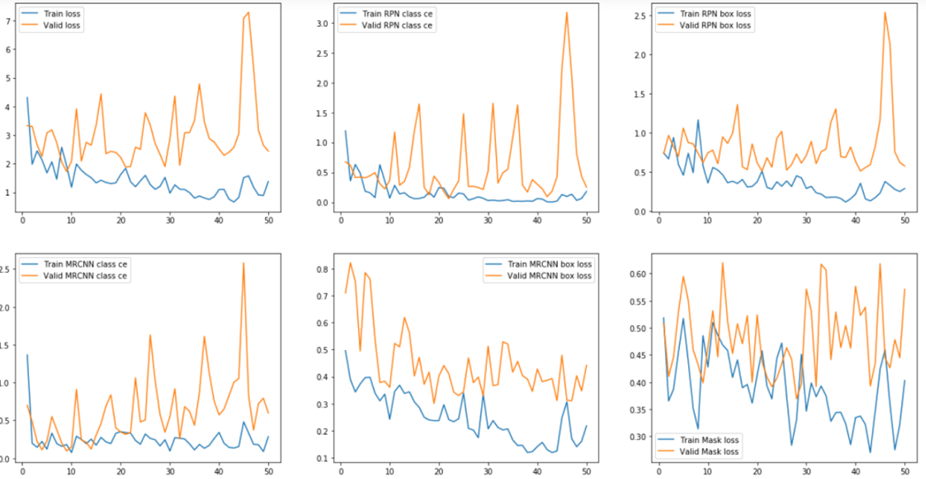 Train loss
Valid loss
7
6
5
4
3
2
1
0 10 20 30 40 50
Train RPN class ce
Valid RPN class ce
3.0
2.5
2.0
1.5
1.0
0.5
0.0
0 10 20 30 40 50
Train RPN box loss
Valid RPN box loss
2.5
2.0
1.5
1.0
0.5
0.0
0 10 20 30 40 50
Train MRCNN class ce
Valid MRCNN class ce
2.5
2.0
1.5
1.0
0.5
0.0
0 10 20 30 40 50
Train MRCNN box loss
Valid MRCNN box loss
0.8
0.7
0.6
0.5
0.4
0.3
0.2
0.1
0 10 20 30 40 50
0.60
0.55
0.50
0.45
0.40
0.35
0.30
Train Mask loss
Valid Mask loss
0 10 20 30 40 50